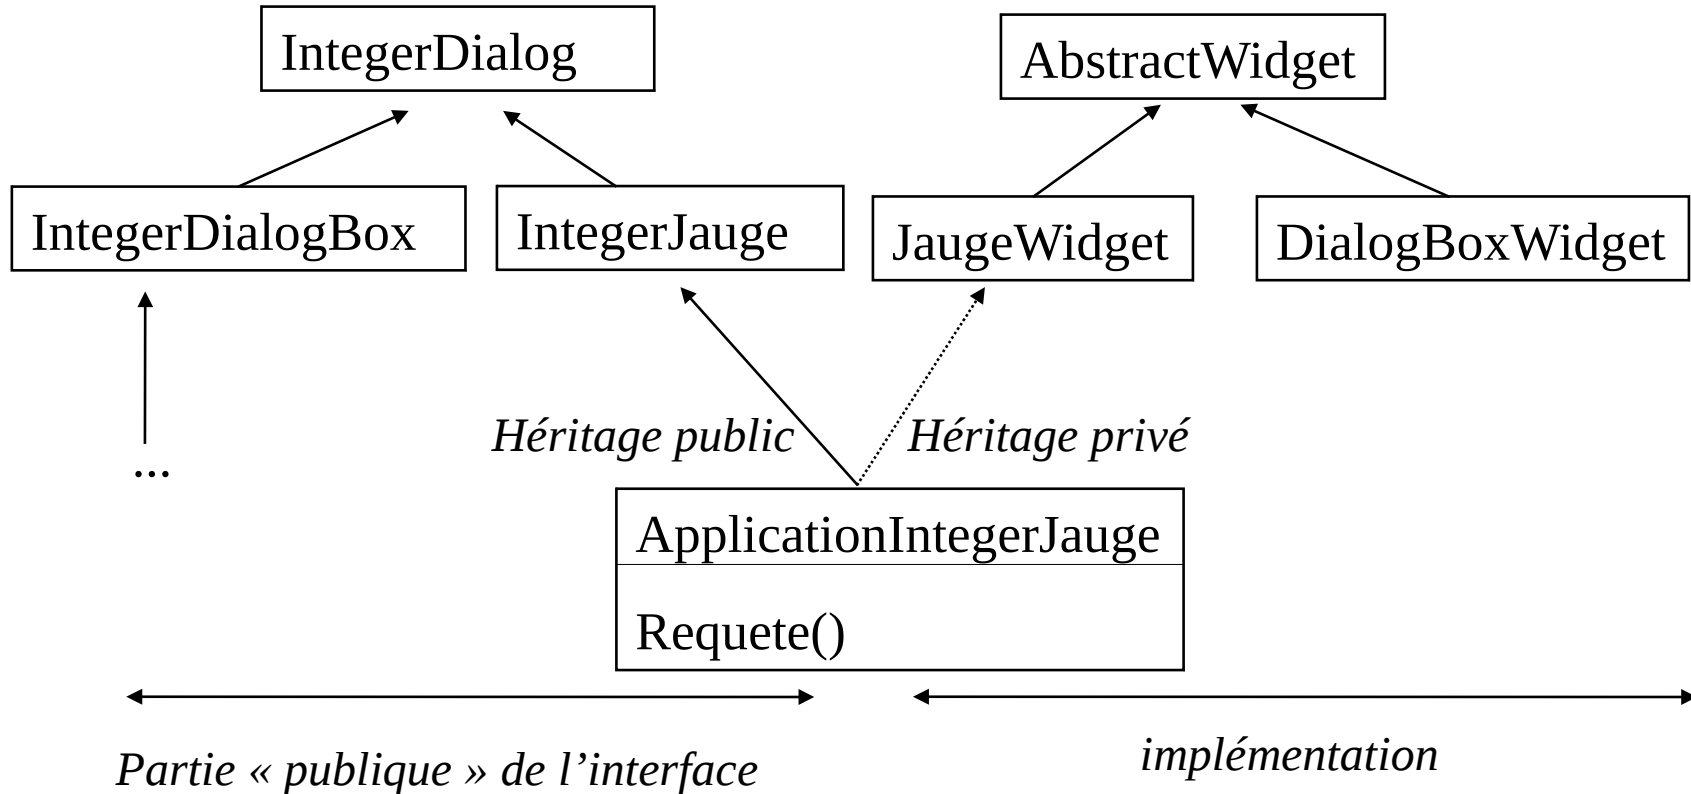 IntegerDialog
AbstractWidget
IntegerDialogBox
IntegerJauge
JaugeWidget
DialogBoxWidget
Héritage public
Héritage privé
...
ApplicationIntegerJauge
Requete()
Partie « publique » de l’interface
implémentation